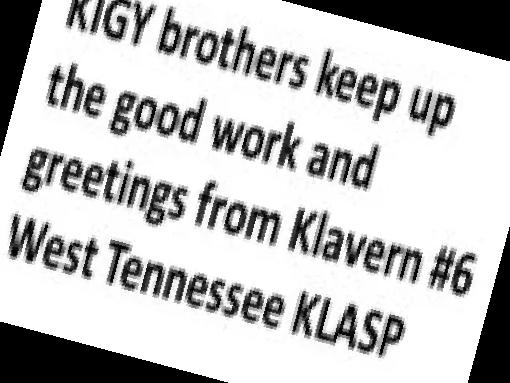 KIGY brothers keep up
the good work and
greetings from Klavern #6
West Tennessee KLASP